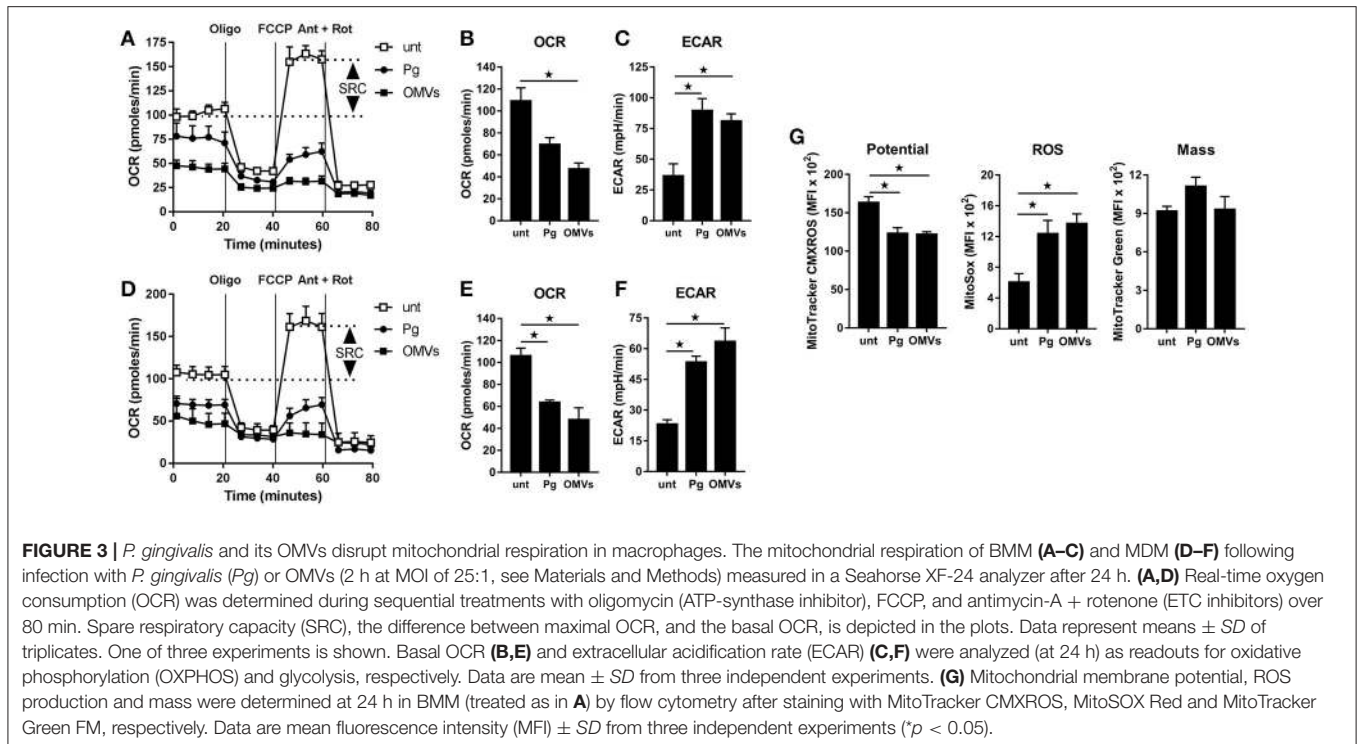 A
Oligo FCCP Ant + Rot
OCR (pmoles/min)
175
150
125
100
75
50
25
0
0 20 40 60 80
Time (minutes)
SRC
unt
Pg
OMVs
B
OCR
OCR (pmoles/min)
125
100
75
50
25
0
★
unt Pg OMVs
C
ECAR
ECAR (mpH/min)
125
100
75
50
25
0
★
★
unt Pg OMVs
D
Oligo FCCP Ant + Rot
OCR (pmoles/min)
200
150
100
50
0
0 20 40 60 80
Time (minutes)
SRC
unt
Pg
OMVs
E
OCR
OCR (pmoles/min)
140
120
100
80
60
40
20
0
★
★
unt Pg OMVs
F
ECAR
ECAR (mpH/min)
75
60
45
30
15
0
★
★
unt Pg OMVs
G
Potential
MitoTracker CMXROS (MFI x 10²)
200
150
100
50
0
★
★
unt Pg OMVs
ROS
MitoSox (MFI x 10²)
20
16
12
8
4
0
★
★
unt Pg OMVs
Mass
MitoTracker Green (MFI x 10²)
12
9
6
3
0
unt Pg OMVs
FIGURE 3 | P. gingivalis and its OMVs disrupt mitochondrial respiration in macrophages. The mitochondrial respiration of BMM (A–C) and MDM (D–F) following
infection with P. gingivalis (Pg) or OMVs (2 h at MOI of 25:1, see Materials and Methods) measured in a Seahorse XF-24 analyzer after 24 h. (A,D) Real-time oxygen
consumption (OCR) was determined during sequential treatments with oligomycin (ATP-synthase inhibitor), FCCP, and antimycin-A + rotenone (ETC inhibitors) over
80 min. Spare respiratory capacity (SRC), the difference between maximal OCR, and the basal OCR, is depicted in the plots. Data represent means ± SD of
triplicates. One of three experiments is shown. Basal OCR (B,E) and extracellular acidification rate (ECAR) (C,F) were analyzed (at 24 h) as readouts for oxidative
phosphorylation (OXPHOS) and glycolysis, respectively. Data are mean ± SD from three independent experiments. (G) Mitochondrial membrane potential, ROS
production and mass were determined at 24 h in BMM (treated as in A) by flow cytometry after staining with MitoTracker CMXROS, MitoSOX Red and MitoTracker
Green FM, respectively. Data are mean fluorescence intensity (MFI) ± SD from three independent experiments (*p < 0.05).